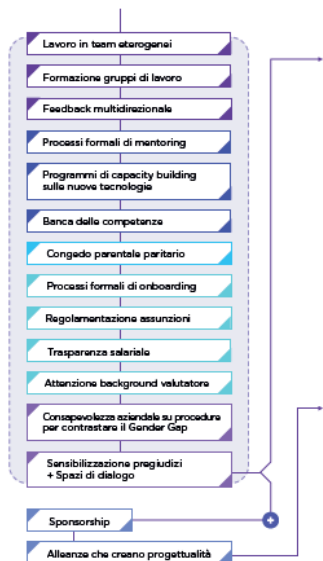 Lavoro in team eterogenei
Formazione gruppi di lavoro
Feedback multidirezionale
Processi formali di mentoring
Programmi di capacity building
sulle nuove tecnologie
Banca delle competenze
Congedo parentale paritario
Processi formali di onboarding
Regolamentazione assunzioni
Trasparenza salariale
Attenzione background valutatore
Consapevolezza aziendale su procedure
per contrastare il Gender Gap
Sensibilizzazione pregiudizi
+ Spazi di dialogo
Sponsorship
Alleanze che creano progettualità